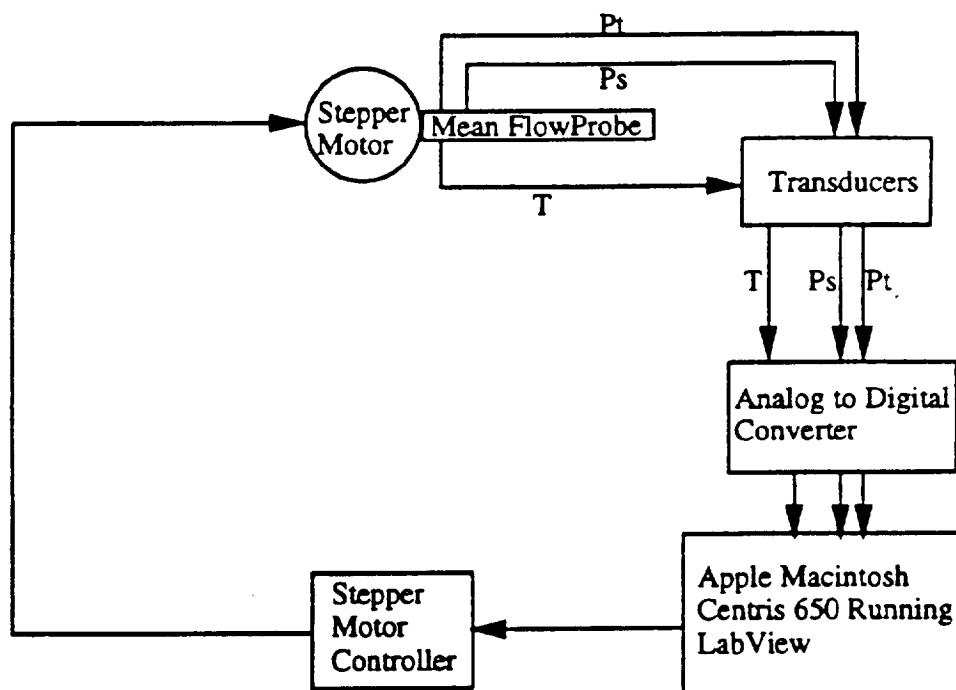 Pt
Ps
Stepper
Motor
Mean FlowProbe
Transducers
T
T
Ps
Pt
Analog to Digital
Converter
Apple Macintosh
Centris 650 Running
LabView
Stepper
Motor
Controller